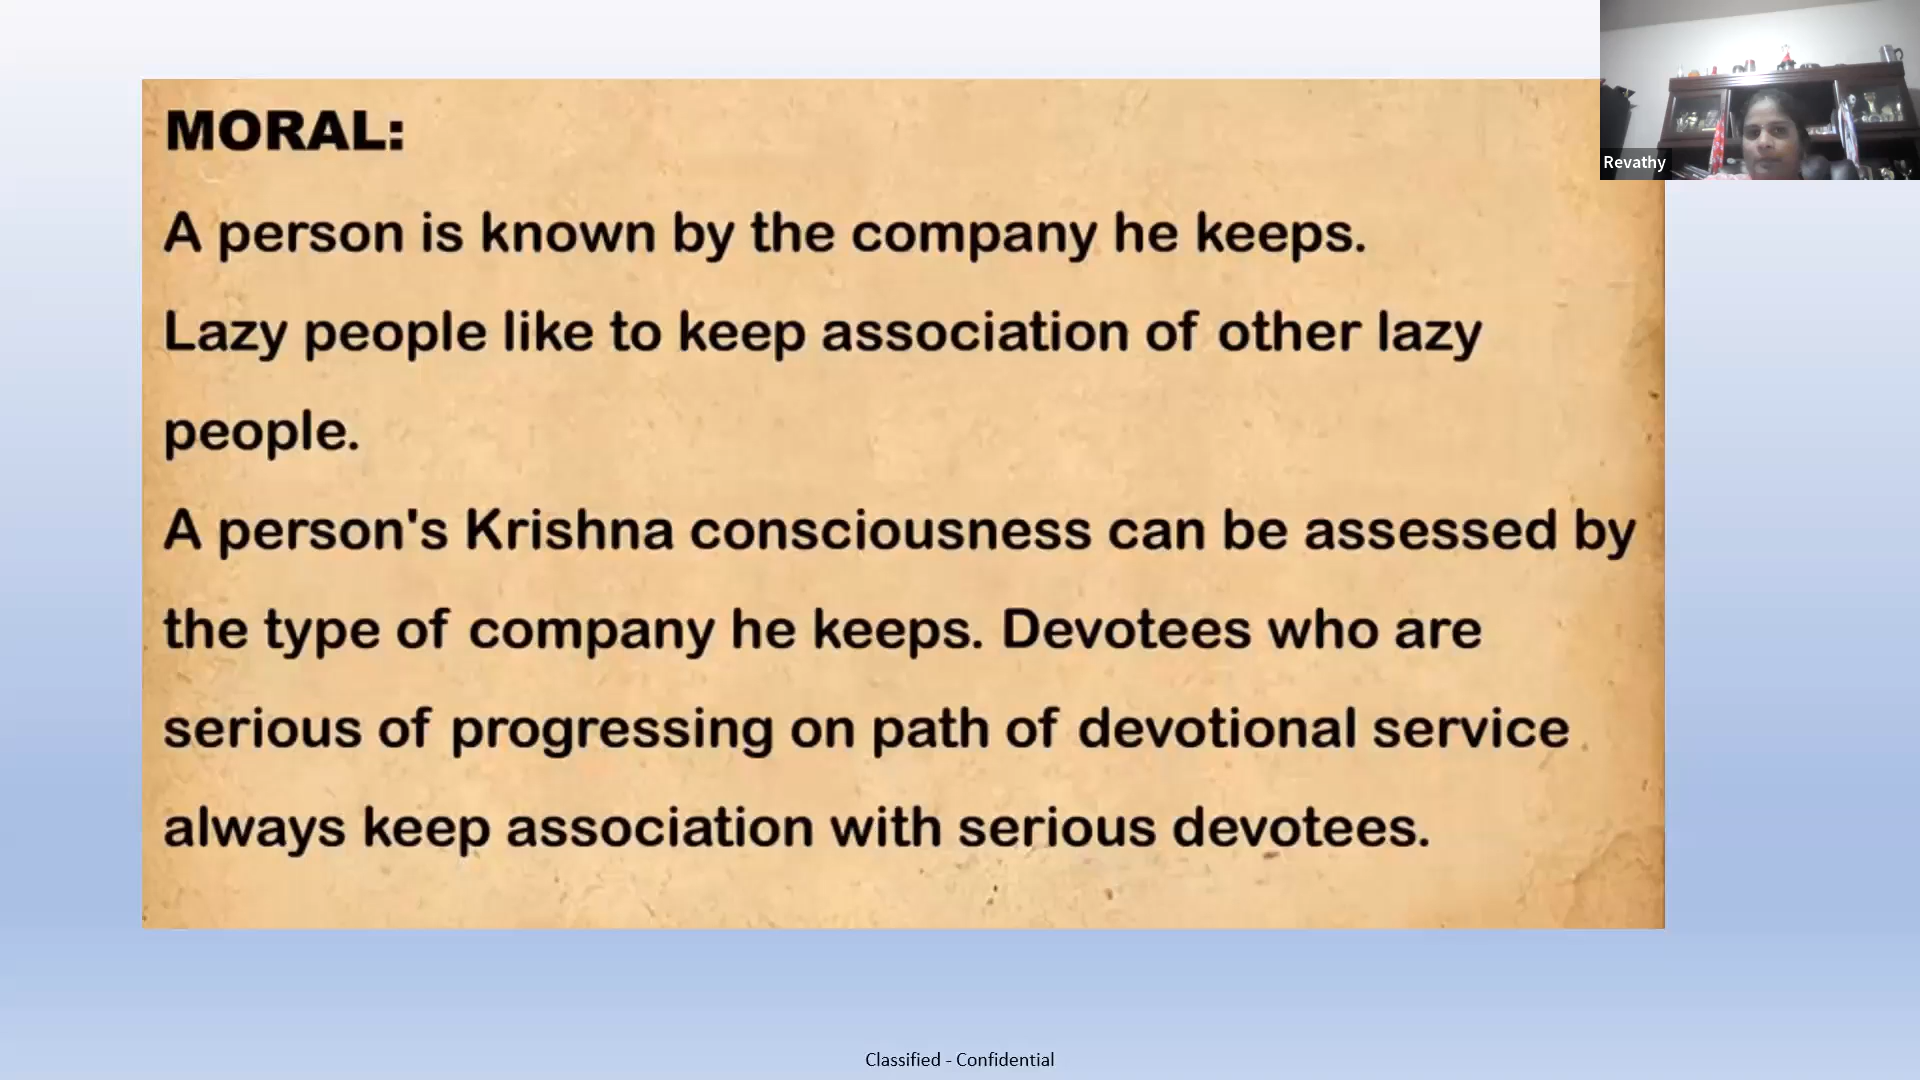 MORAL:
A person is known by the company he keeps.
Lazy people like to keep association of other lazy
people.
A person's Krishna consciousness can be assessed by
the type of company he keeps. Devotees who are
serious of progressing on path of devotional service
always keep association with serious devotees.
Revathy
Classified - Confidential